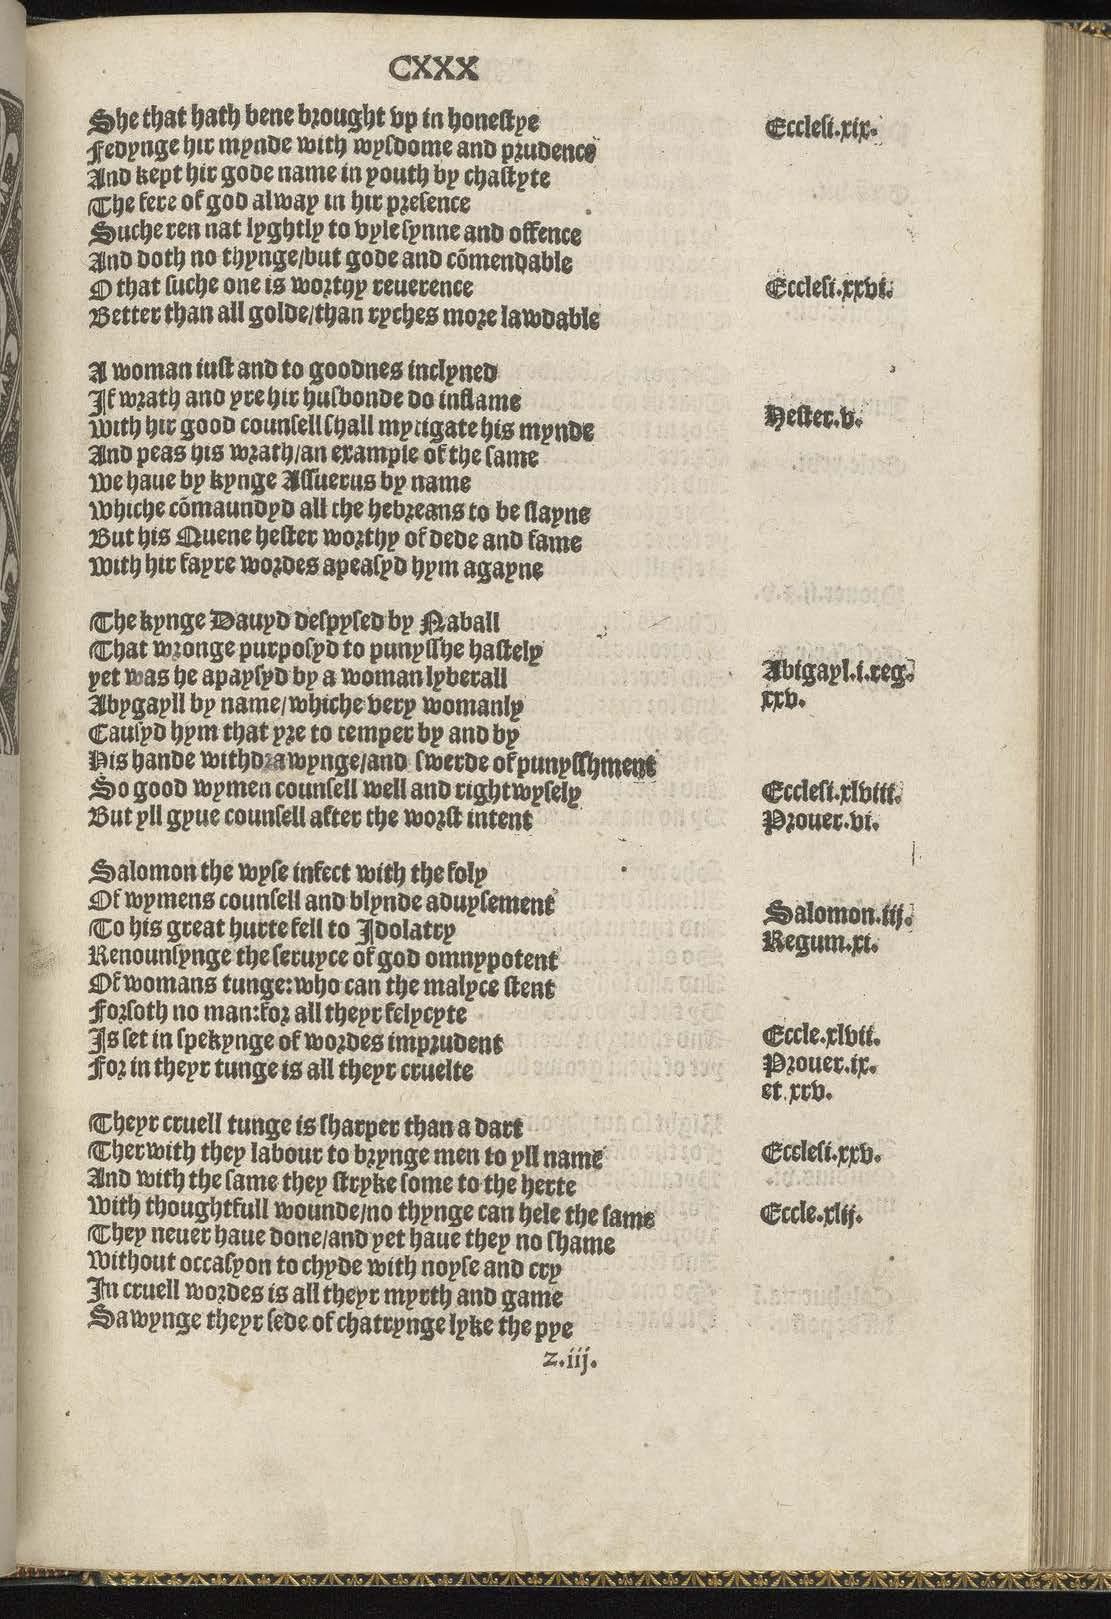 CXXX
She that hath bene brought vp in honestye
Ecclesi.xix.
Fedynge hir mynde with wysdome and prudence
And kept hir gode name in youth by chastyte
The fere of god alway in hir presence
Suche ren nat lyghtly to vyle synne and offence
And doth no thynge/but gode and cõmendable
O that suche one is worthy reuerence
Ecclesi.xxvi.
Better than all golde/than ryches more lawdable
A woman iust and to goodnes inclyned
If wrath and yre hir husbonde do inflame
Hester.v.
With hir good counsell shall mytigate his mynde
And peas his wrath/an example of the same
We haue by kynge Assuerus by name
Whiche cõmaundyd all the hebreans to be slayne
But his Quene hester worthy of dede and fame
With hir fayre wordes apeasyd hym agayne
The kynge Dauyd despysed by Naball
That wronge purposyd to punysshe hastely
yet was he apaysyd by a woman lyberall
Abigayl.i.reg.
Abygayll by name/whiche very womanly
xxv.
Causyd hym that yre to temper by and by
His hande withdrawynge/and swerde of punysshment
So good wymen counsell well and rightwysely
Ecclesi.xlviii.
But yll gyue counsell after the worst intent
Prouer.vi.
Salomon the wyse infect with the foly
Of wymens counsell and blynde aduysement
Salomon.iij.
To his great hurte fell to Idolatry
Regum.xi.
Renounsynge the seruyce of god omnypotent
Of womans tunge:who can the malyce stent
Forsoth no man:for all theyr felycyte
Is set in spekynge of wordes imprudent
Eccle.xlvii.
For in theyr tunge is all theyr cruelte
Prouer.ix.
et.xxv.
Theyr cruell tunge is sharper than a dart
Therwith they labour to brynge men to yll name
Ecclesi.xxv.
And with the same they stryke some to the herte
With thoughtfull wounde/no thynge can hele the same
Eccle.xlij.
They neuer haue done/and yet haue they no shame
Without occasyon to chyde with noyse and cry
In cruell wordes is all theyr myrth and game
Sawynge theyr sede of chatrynge lyke the pye
z.iij.